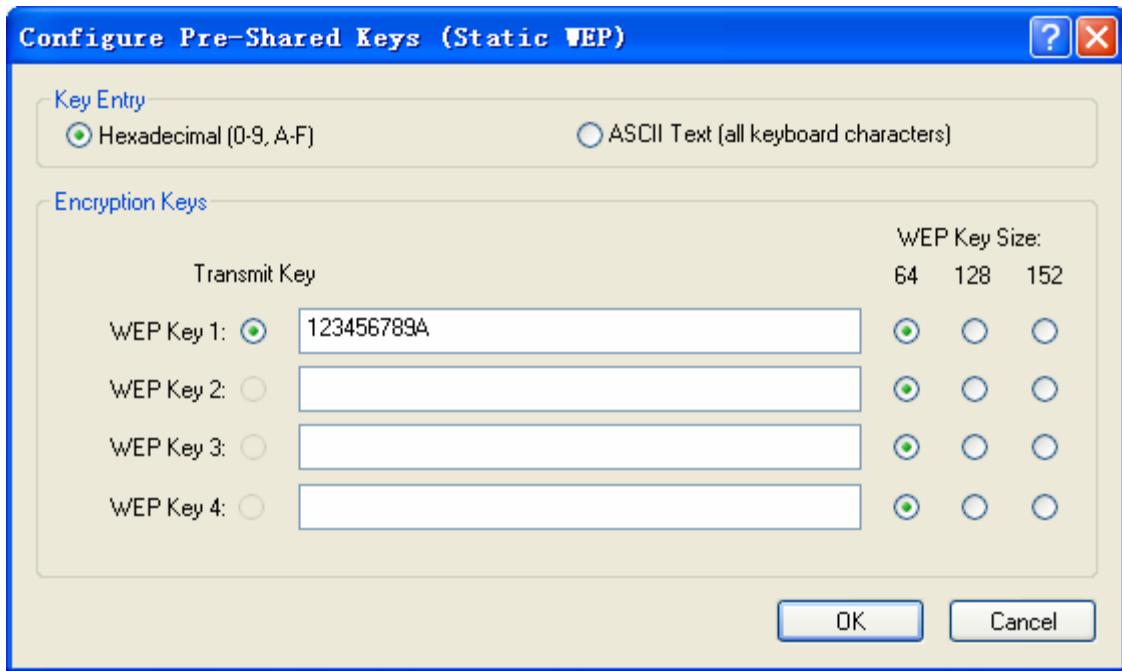 Configure Pre-Shared Keys (Static WEP)
Key Entry
Hexadecimal (0-9, A-F) ASCII Text (all keyboard characters)
Encryption Keys
WEP Key Size:
Transmit Key 64 128 152
WEP Key 1: 123456789A
WEP Key 2:
WEP Key 3:
WEP Key 4:
OK Cancel